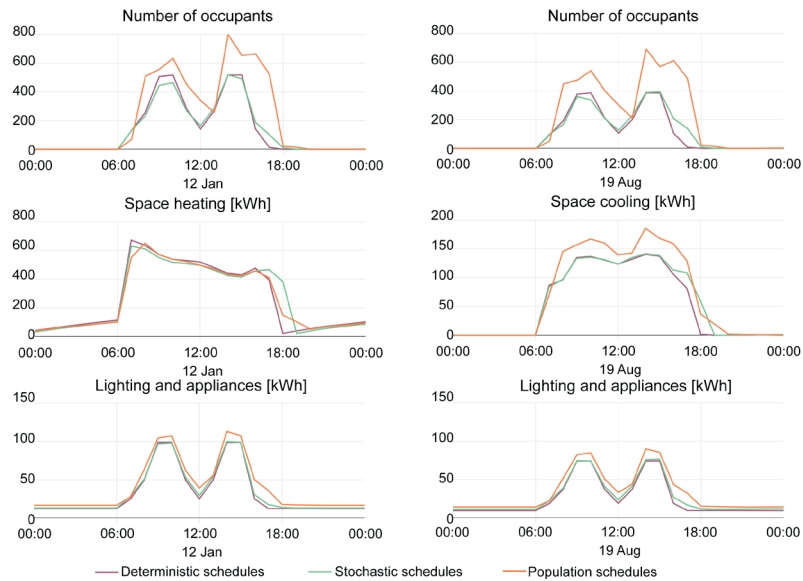 Number of occupants
800
600
400
200
0
00:00 06:00 12:00 18:00 00:00
12 Jan
Number of occupants
800
600
400
200
0
00:00 06:00 12:00 18:00 00:00
19 Aug
Space heating [kWh]
800
600
400
200
0
00:00 06:00 12:00 18:00 00:00
12 Jan
Space cooling [kWh]
200
150
100
50
0
00:00 06:00 12:00 18:00 00:00
19 Aug
Lighting and appliances [kWh]
150
100
50
0
00:00 06:00 12:00 18:00 00:00
12 Jan
Lighting and appliances [kWh]
150
100
50
0
00:00 06:00 12:00 18:00 00:00
19 Aug
Deterministic schedules Stochastic schedules Population schedules